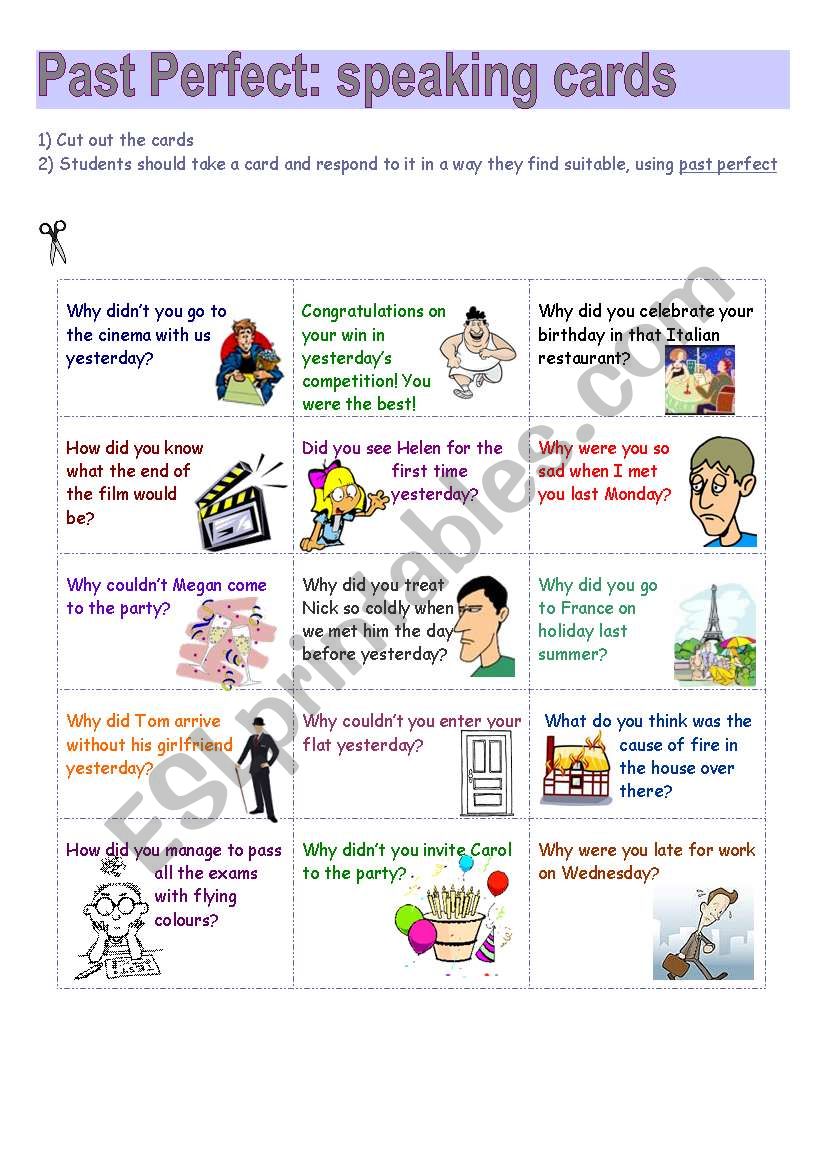 Past Perfect: speaking cards
1) Cut out the cards
2) Students should take a card and respond to it in a way they find suitable, using past perfect
Why didn't you go to
the cinema with us
yesterday?
Congratulations on
your win in
yesterday's
competition! You
were the best!
Why did you celebrate your
birthday in that Italian
restaurant?
How did you know
what the end of
the film would
be?
Did you see Helen for the
first time
yesterday?
Why were you so
sad when I met
you last Monday?
Why couldn't Megan come
to the party?
Why did you treat
Nick so coldly when
we met him the day
before yesterday?
Why did you go
to France on
holiday last
summer?
Why did Tom arrive
without his girlfriend
yesterday?
Why couldn't you enter your
flat yesterday?
What do you think was the
cause of fire in
the house over
there?
How did you manage to pass
all the exams
with flying
colours?
Why didn't you invite Carol
to the party?
Why were you late for work
on Wednesday?
ESLprintables.com